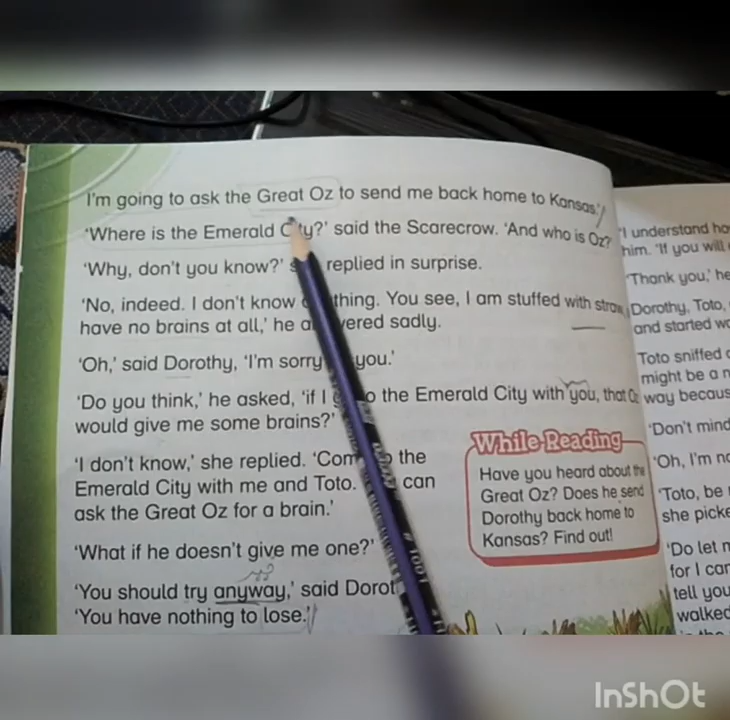 I'm going to ask the Great Oz to send me back home to Kansas.'
'Where is the Emerald City?' said the Scarecrow. 'And who is Oz?'
'Why, don't you know?' replied in surprise.
'No, indeed. I don't know thing. You see, I am stuffed with straw,
have no brains at all,' he answered sadly.
'Oh,' said Dorothy, 'I'm sorry you.'
'Do you think,' he asked, 'if I go to the Emerald City with you, that Oz
would give me some brains?'
'I don't know,' she replied. 'Come to the
Emerald City with me and Toto. can
ask the Great Oz for a brain.'
'What if he doesn't give me one?'
'You should try anyway,' said Dorot
'You have nothing to lose.'
While-Reading
Have you heard about the
Great Oz? Does he send
Dorothy back home to
Kansas? Find out!
'I understand ho
him. 'If you will
'Thank you,' he
Dorothy, Toto,
and started wa
Toto sniffed
might be a
way becaus
'Don't mind
'Oh, I'm no
'Toto, be
she picke
'Do let
for I can
tell you
walked
InShOt